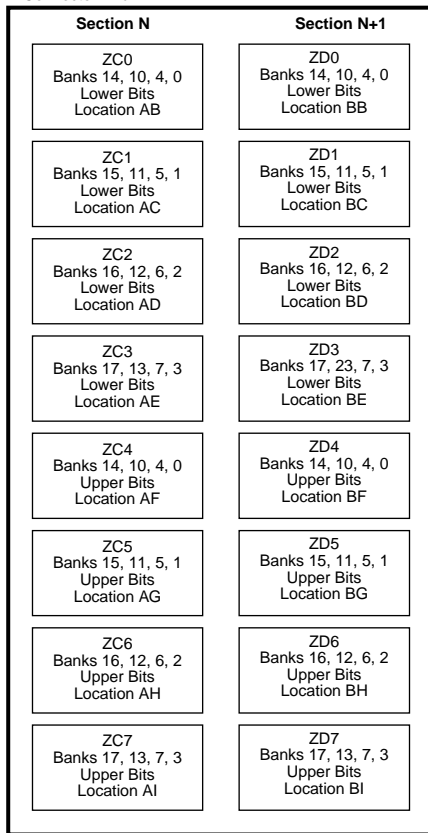 Section N
Section N+1
ZC0
Banks 14, 10, 4, 0
Lower Bits
Location AB
ZD0
Banks 14, 10, 4, 0
Lower Bits
Location BB
ZC1
Banks 15, 11, 5, 1
Lower Bits
Location AC
ZD1
Banks 15, 11, 5, 1
Lower Bits
Location BC
ZC2
Banks 16, 12, 6, 2
Lower Bits
Location AD
ZD2
Banks 16, 12, 6, 2
Lower Bits
Location BD
ZC3
Banks 17, 13, 7, 3
Lower Bits
Location AE
ZD3
Banks 17, 23, 7, 3
Lower Bits
Location BE
ZC4
Banks 14, 10, 4, 0
Upper Bits
Location AF
ZD4
Banks 14, 10, 4, 0
Upper Bits
Location BF
ZC5
Banks 15, 11, 5, 1
Upper Bits
Location AG
ZD5
Banks 15, 11, 5, 1
Upper Bits
Location BG
ZC6
Banks 16, 12, 6, 2
Upper Bits
Location AH
ZD6
Banks 16, 12, 6, 2
Upper Bits
Location BH
ZC7
Banks 17, 13, 7, 3
Upper Bits
Location AI
ZD7
Banks 17, 13, 7, 3
Upper Bits
Location BI